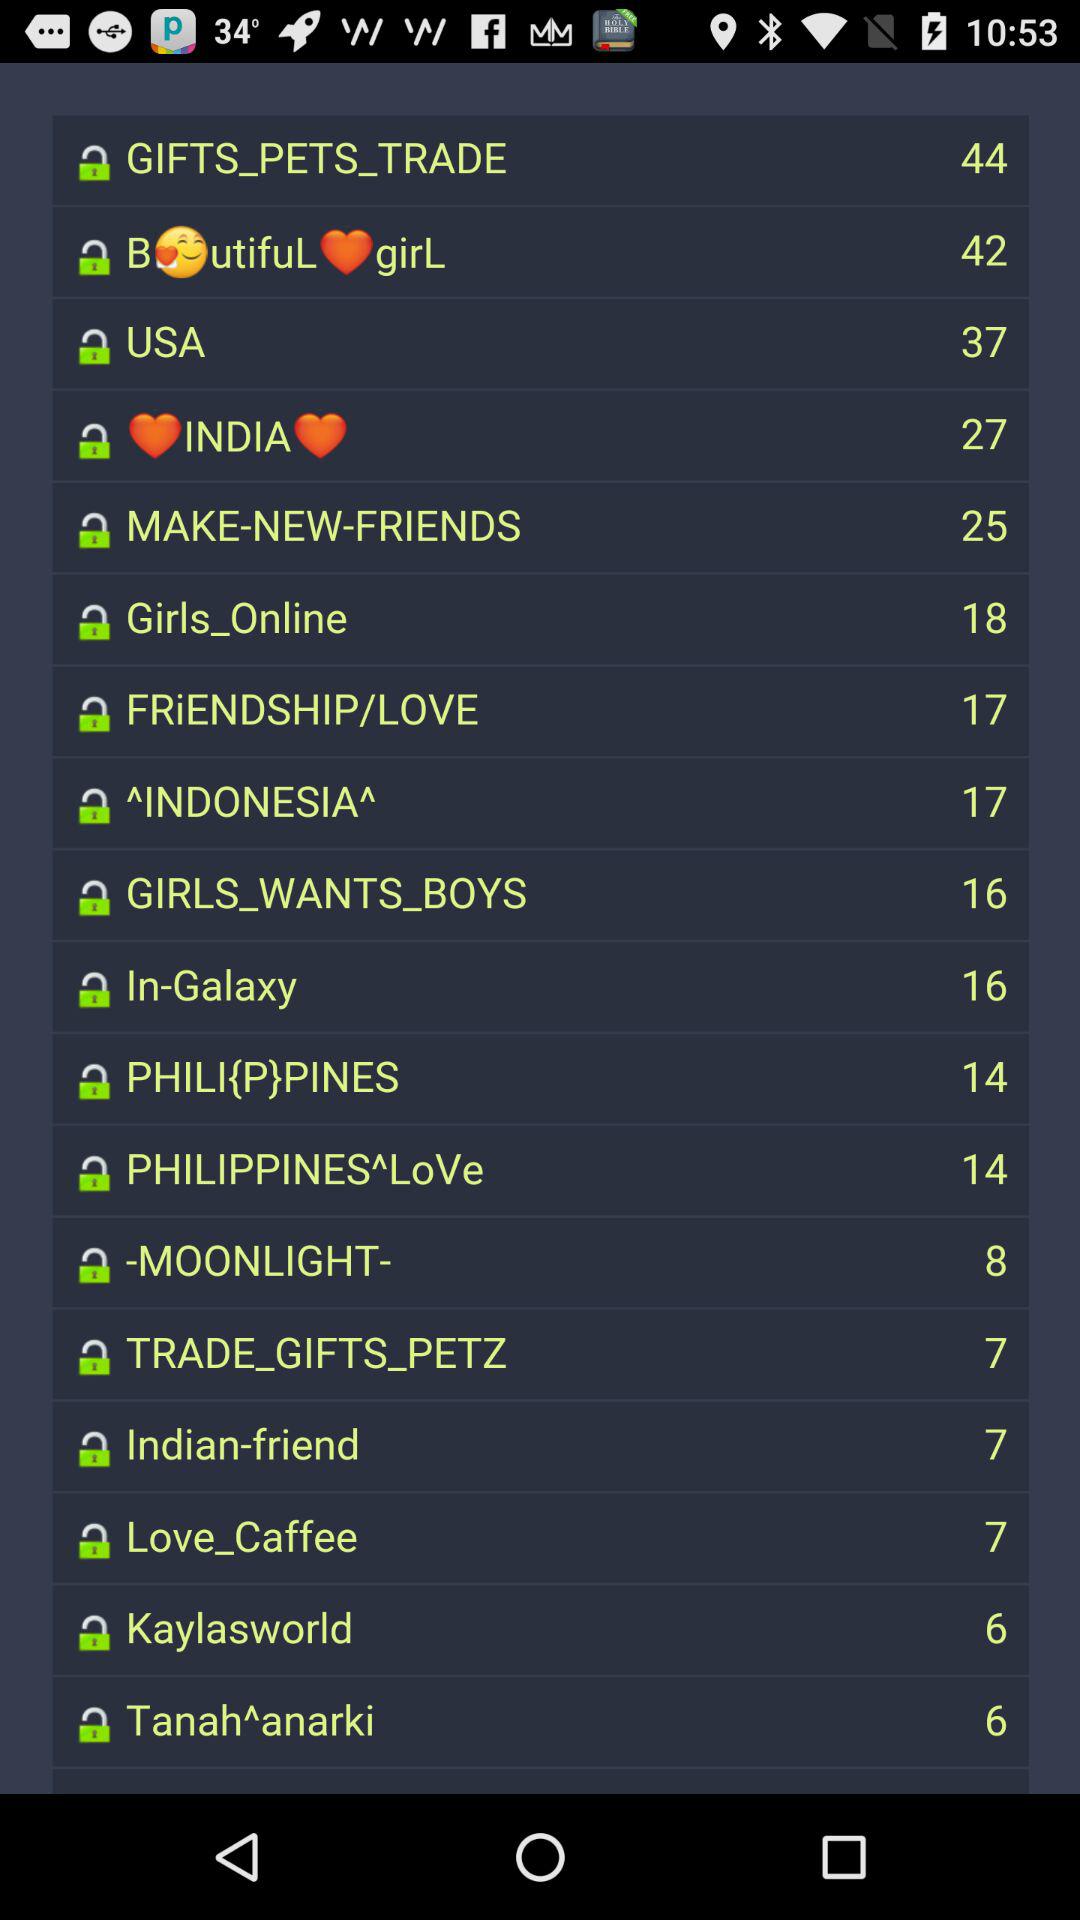 34° 10:53
GIFTS_PETS_TRADE 44
B🥰utifuL❤️girL 42
USA 37
❤️INDIA❤️ 27
MAKE-NEW-FRIENDS 25
Girls_Online 18
FRiENDSHIP/LOVE 17
^INDONESIA^ 17
GIRLS_WANTS_BOYS 16
In-Galaxy 16
PHILI{P}PINES 14
PHILIPPINES^LoVe 14
-MOONLIGHT- 8
TRADE_GIFTS_PETZ 7
Indian-friend 7
Love_Caffee 7
Kaylasworld 6
Tanah^anarki 6